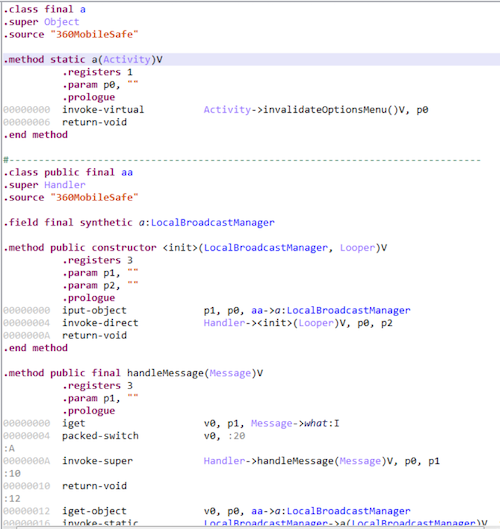 .class final a
.super Object
.source "360MobileSafe"
.method static a(Activity)V
.registers 1
.param p0, ""
.prologue
00000000 invoke-virtual Activity->invalidateOptionsMenu()V, p0
00000006 return-void
.end method
#-------------------------------------------------------------------------------
.class public final aa
.super Handler
.source "360MobileSafe"
.field final synthetic a:LocalBroadcastManager
.method public constructor <init>(LocalBroadcastManager, Looper)V
.registers 3
.param p1, ""
.param p2, ""
.prologue
00000000 iput-object p1, p0, aa->a:LocalBroadcastManager
00000004 invoke-direct Handler-><init>(Looper)V, p0, p2
0000000A return-void
.end method
.method public final handleMessage(Message)V
.registers 3
.param p1, ""
.prologue
00000000 iget v0, p1, Message->what:I
00000004 packed-switch v0, :20
:A
0000000A invoke-super Handler->handleMessage(Message)V, p0, p1
:10
00000010 return-void
:12
00000012 iget-object v0, p0, aa->a:LocalBroadcastManager
00000016 invoke-static LocalBroadcastManager->a(LocalBroadcastManager)V